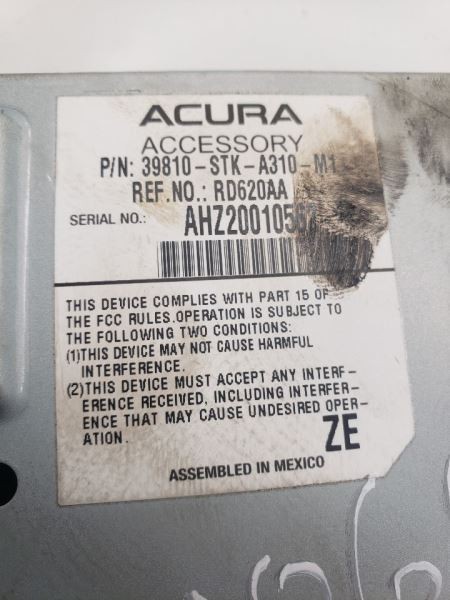 ACURA
ACCESSORY
P/N: 39810-STK-A310-M1
REF.NO.: RD620AA
SERIAL NO.:
THIS DEVICE COMPLIES WITH PART 15 OF
THE FCC RULES.OPERATION IS SUBJECT TO
THE FOLLOWING TWO CONDITIONS:
(1)THIS DEVICE MAY NOT CAUSE HARMFUL
INTERFERENCE.
(2)THIS DEVICE MUST ACCEPT ANY INTERF-
ERENCE RECEIVED, INCLUDING INTERFER-
ENCE THAT MAY CAUSE UNDESIRED OPER-
ATION.
ZE
ASSEMBLED IN MEXICO